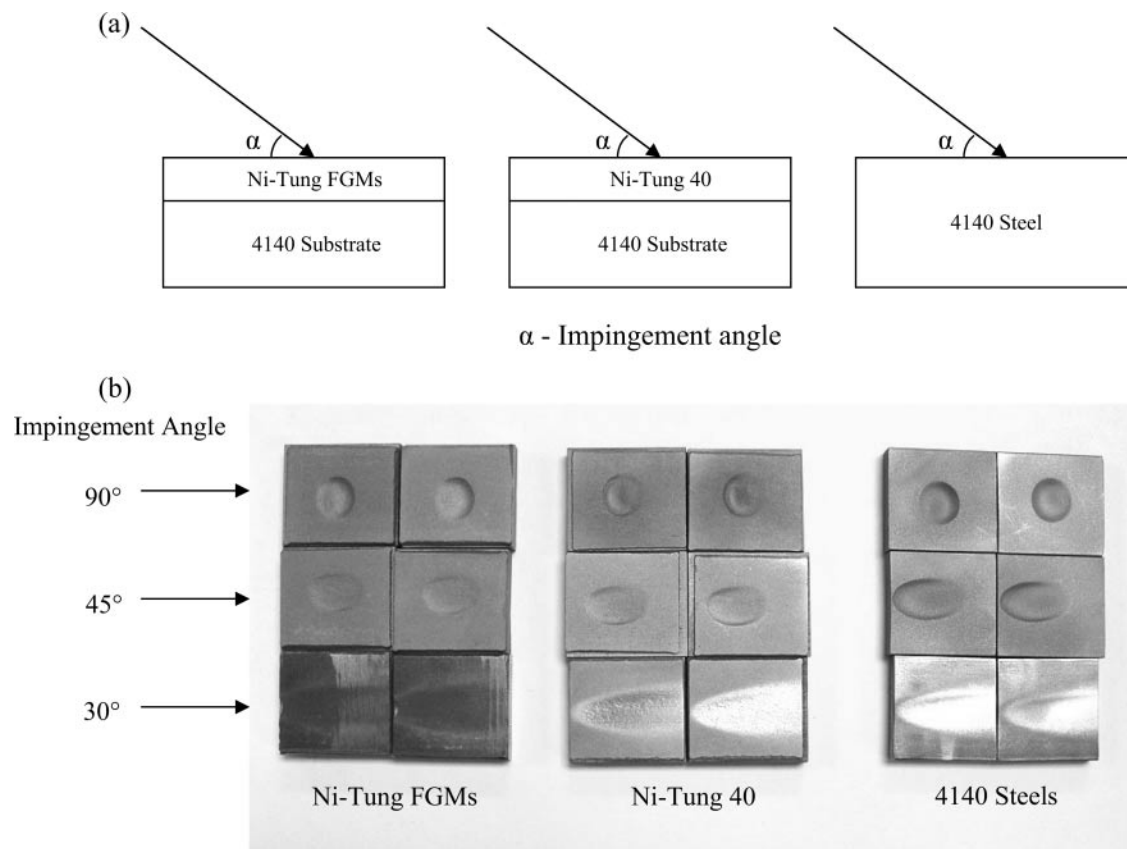 (a)
α α α
Ni-Tung FGMs Ni-Tung 40
4140 Steel
4140 Substrate 4140 Substrate
α - Impingement angle
(b)
Impingement Angle
90°
45°
30°
Ni-Tung FGMs Ni-Tung 40 4140 Steels